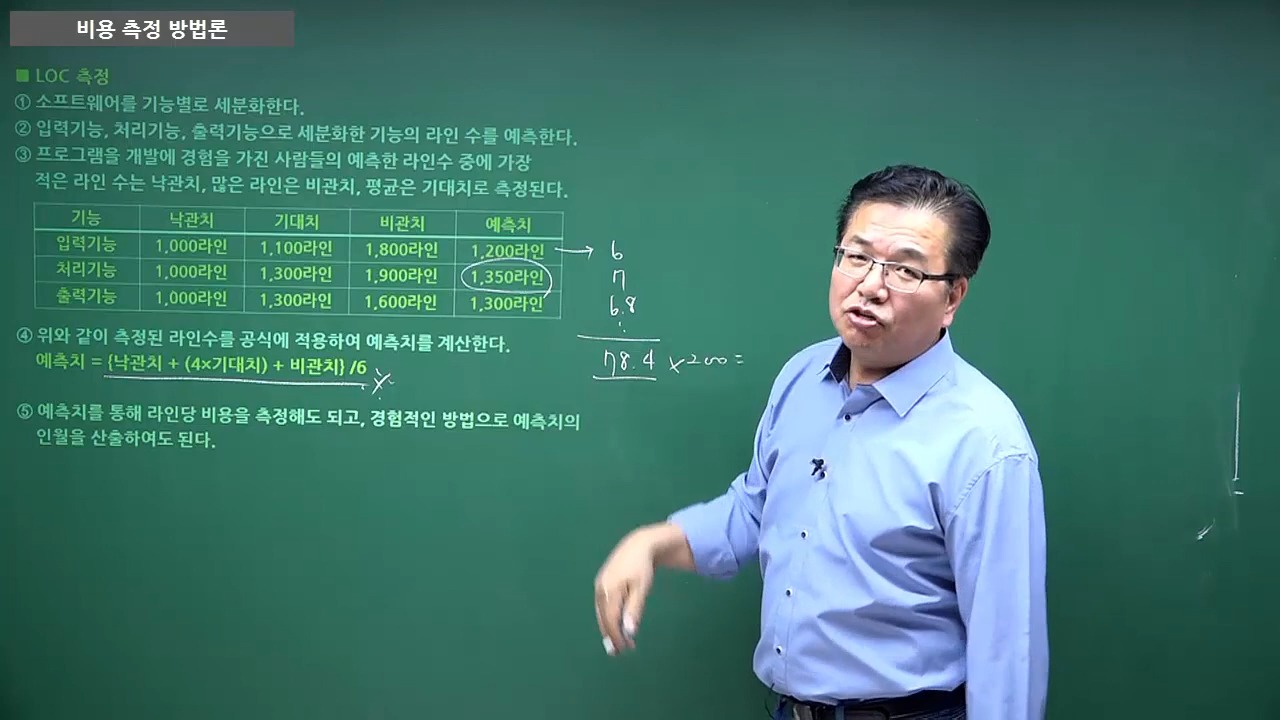 비용 측정 방법론
■ LOC 측정
① 소프트웨어를 기능별로 세분화한다.
② 입력기능, 처리기능, 출력기능으로 세분화한 기능의 라인 수를 예측한다.
③ 프로그램을 개발에 경험을 가진 사람들의 예측한 라인수 중에 가장
적은 라인 수는 낙관치, 많은 라인은 비관치, 평균은 기대치로 측정된다.
기능 낙관치 기대치 비관치 예측치
입력기능 1,000라인 1,100라인 1,800라인 1,200라인 → 6
처리기능 1,000라인 1,300라인 1,900라인 1,350라인 7
출력기능 1,000라인 1,300라인 1,600라인 1,300라인 6.8
④ 위와 같이 측정된 라인수를 공식에 적용하여 예측치를 계산한다.
예측치 = {낙관치 + (4×기대치) + 비관치} /6
78.4 × 200 =
⑤ 예측치를 통해 라인당 비용을 측정해도 되고, 경험적인 방법으로 예측치의
인월을 산출하여도 된다.